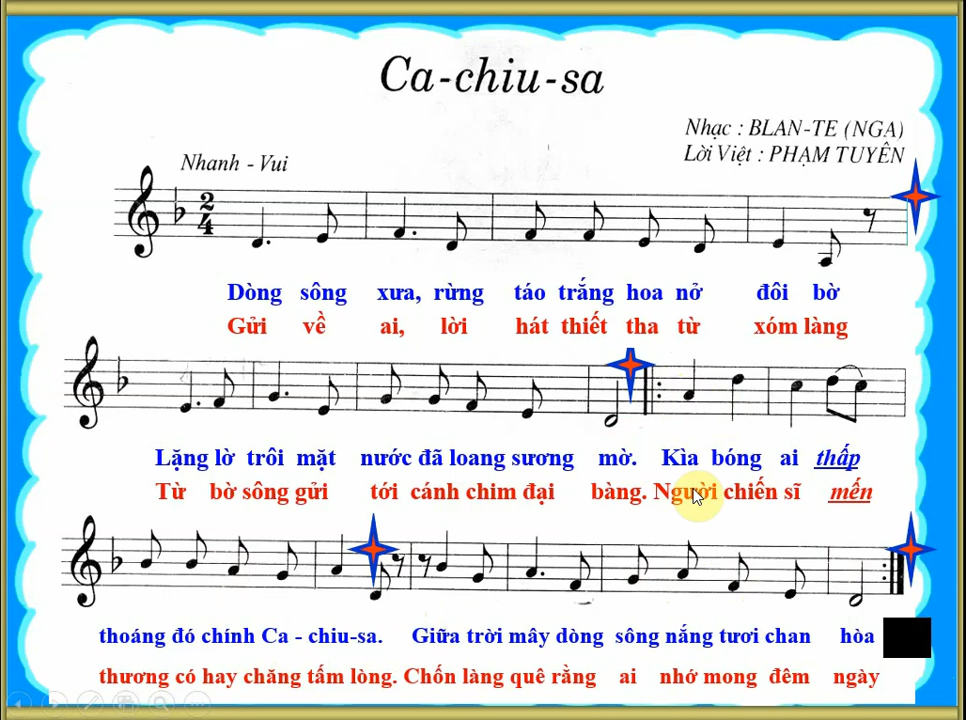 Ca-chiu-sa
Nhạc : BLAN-TE (NGA)
Nhanh - Vui
Lời Việt : PHẠM TUYÊN
2
4
Dòng sông xưa, rừng táo trắng hoa nở đôi bờ
Gửi về ai, lời hát thiết tha từ xóm làng
Lặng lờ trôi mặt nước đã loang sương mờ. Kìa bóng ai thấp
Từ bờ sông gửi tới cánh chim đại bàng. Người chiến sĩ mến
thoáng đó chính Ca - chiu-sa. Giữa trời mây dòng sông nắng tươi chan hòa
thương có hay chăng tấm lòng. Chốn làng quê rằng ai nhớ mong đêm ngày